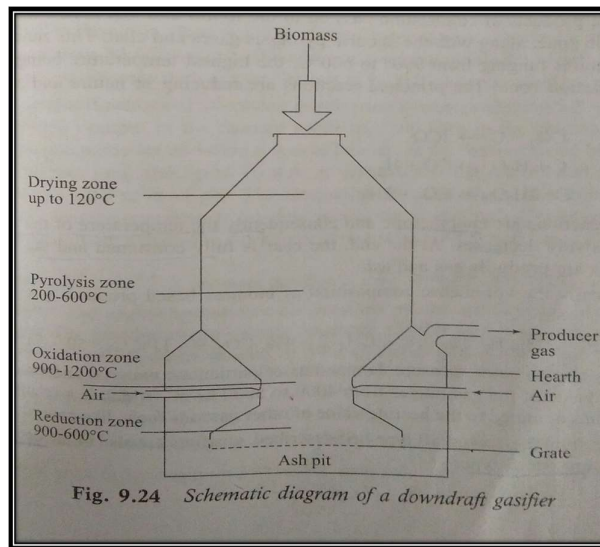 Biomass
Drying zone
up to 120°C
Pyrolysis zone
200-600°C
Producer
gas
Oxidation zone
900-1200°C
Hearth
Air
Air
Reduction zone
900-600°C
Grate
Ash pit
Fig. 9.24 Schematic diagram of a downdraft gasifier